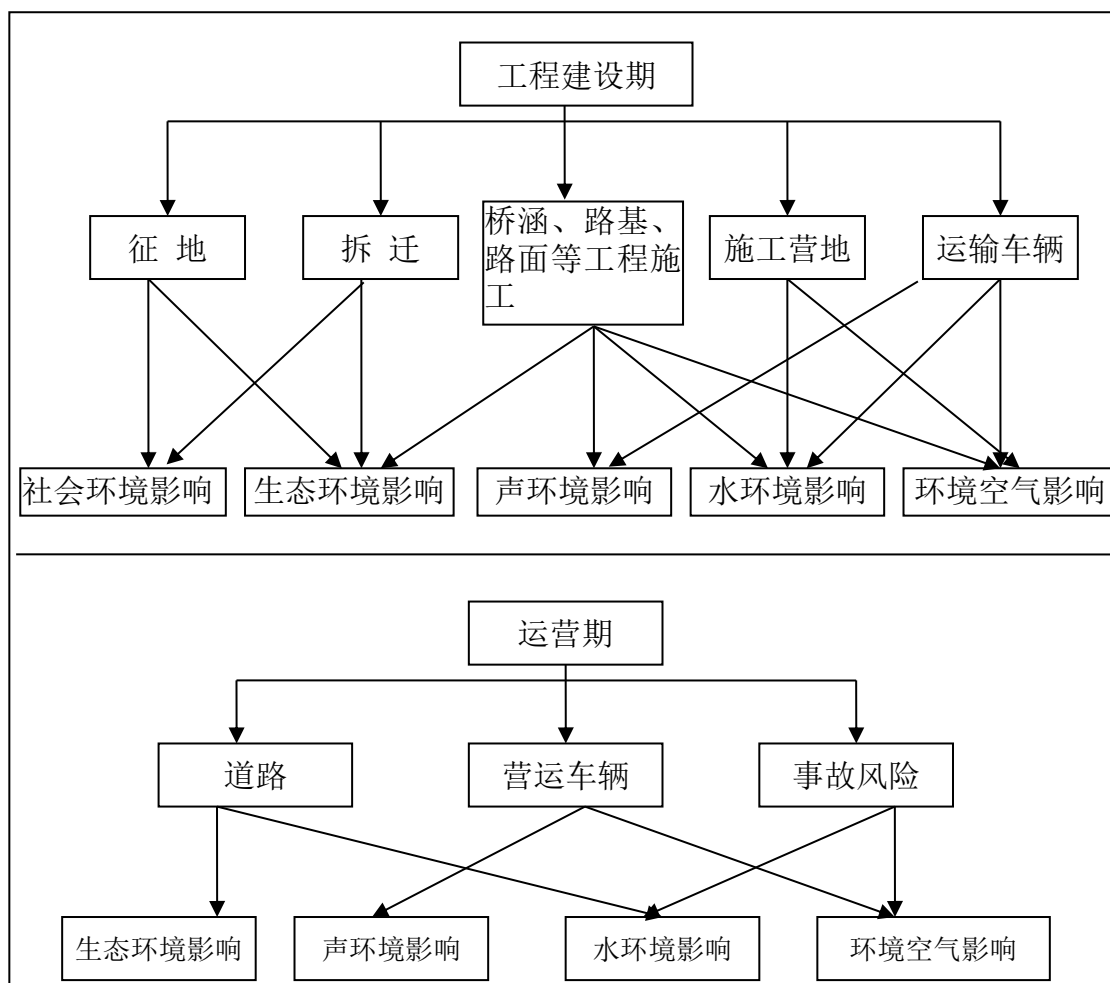 工程建设期
征 地
拆 迁
桥涵、路基、
路面等工程施
工
施工营地
运输车辆
社会环境影响
生态环境影响
声环境影响
水环境影响
环境空气影响
运营期
道路
营运车辆
事故风险
生态环境影响
声环境影响
水环境影响
环境空气影响